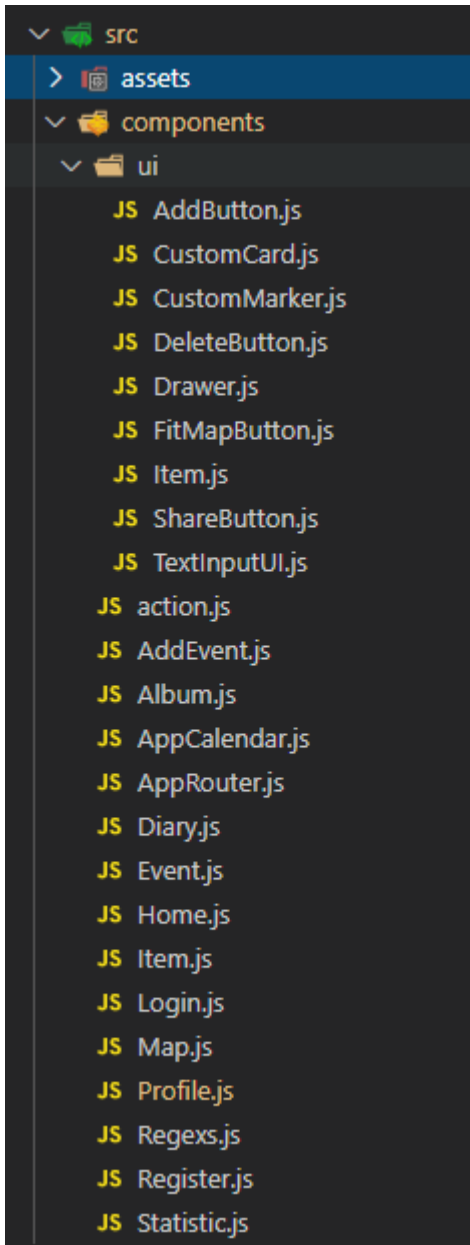 src
assets
components
ui
JS AddButton.js
JS CustomCard.js
JS CustomMarker.js
JS DeleteButton.js
JS Drawer.js
JS FitMapButton.js
JS Item.js
JS ShareButton.js
JS TextInputUI.js
JS action.js
JS AddEvent.js
JS Album.js
JS AppCalendar.js
JS AppRouter.js
JS Diary.js
JS Event.js
JS Home.js
JS Item.js
JS Login.js
JS Map.js
JS Profile.js
JS Regexs.js
JS Register.js
JS Statistic.js